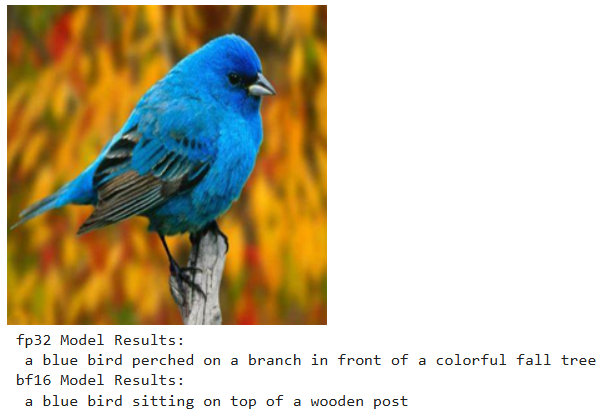 fp32 Model Results:
a blue bird perched on a branch in front of a colorful fall tree
bf16 Model Results:
a blue bird sitting on top of a wooden post